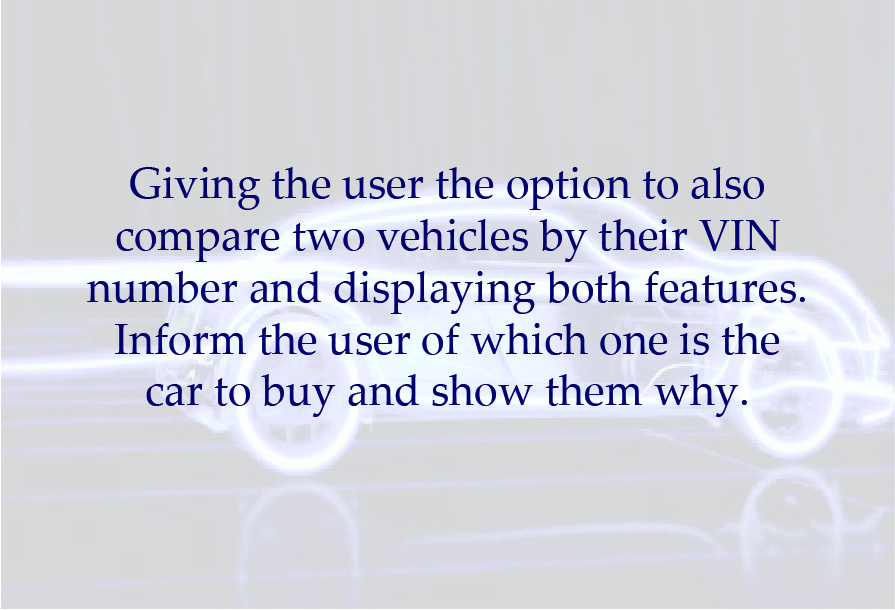 Giving the user the option to also
compare two vehicles by their VIN
number and displaying both features.
Inform the user of which one is the
car to buy and show them why.